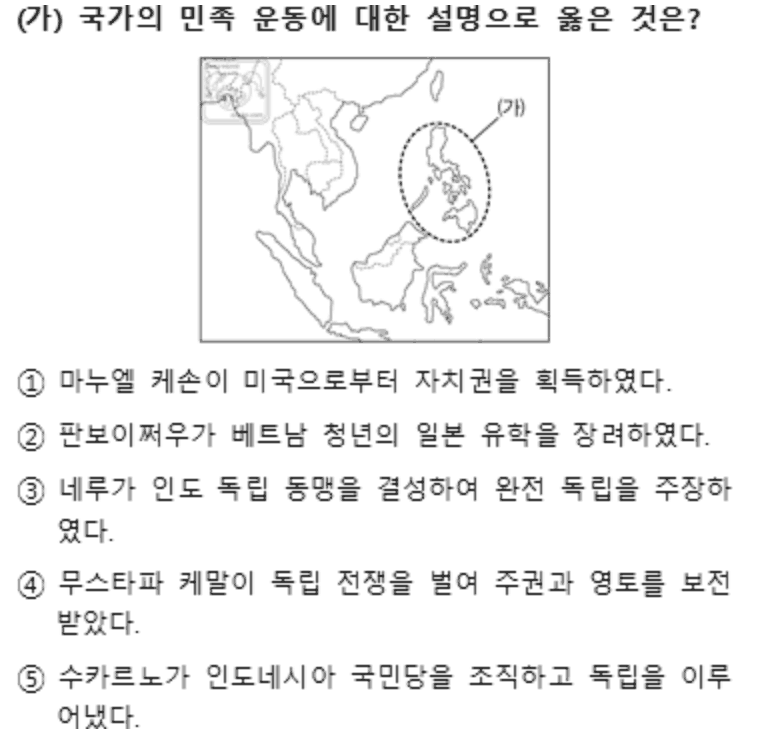 (가) 국가의 민족 운동에 대한 설명으로 옳은 것은?
(가)
① 마누엘 케손이 미국으로부터 자치권을 획득하였다.
② 판보이쩌우가 베트남 청년의 일본 유학을 장려하였다.
③ 네루가 인도 독립 동맹을 결성하여 완전 독립을 주장하
였다.
④ 무스타파 케말이 독립 전쟁을 벌여 주권과 영토를 보전
받았다.
⑤ 수카르노가 인도네시아 국민당을 조직하고 독립을 이루
어냈다.